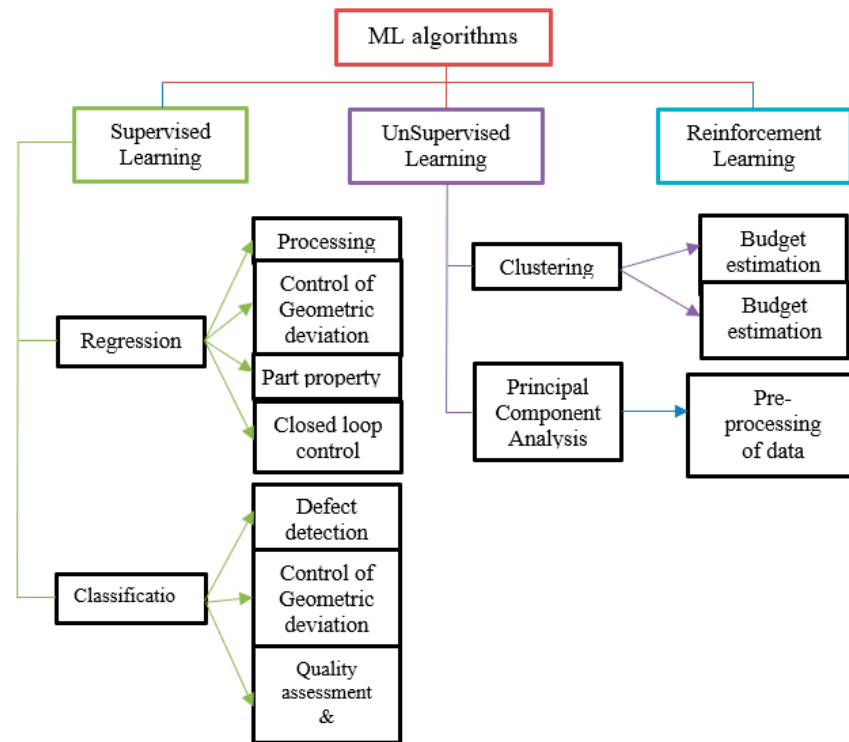 ML algorithms
Supervised
Learning
UnSupervised
Learning
Reinforcement
Learning
Regression
Processing
Control of
Geometric
deviation
Part property
Closed loop
control
Classificatio
Defect
detection
Control of
Geometric
deviation
Quality
assessment
&
Clustering
Budget
estimation
Budget
estimation
Principal
Component
Analysis
Pre-
processing
of data